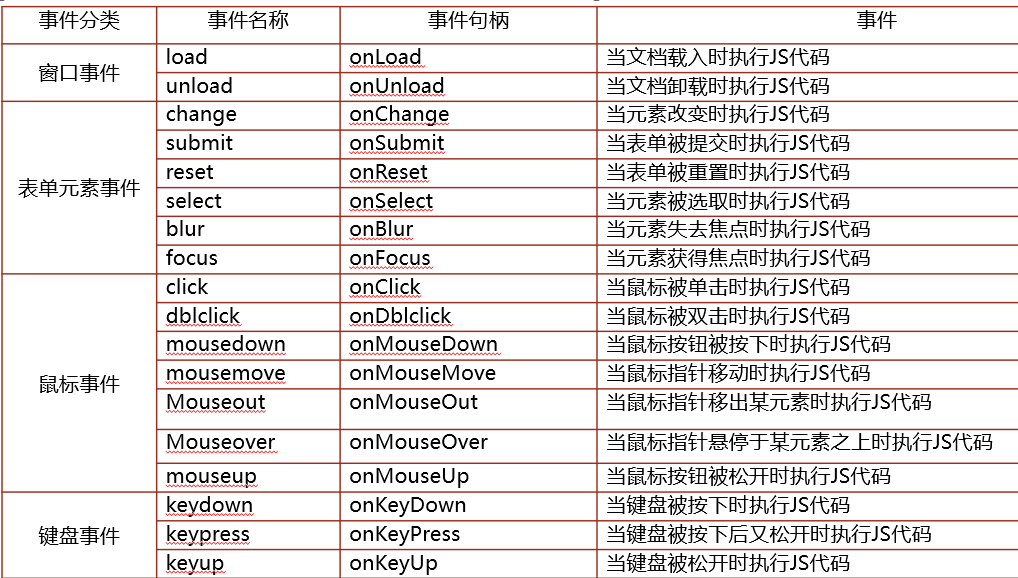 事件分类 事件名称 事件句柄 事件
窗口事件 load onLoad 当文档载入时执行JS代码
unload onUnload 当文档卸载时执行JS代码
表单元素事件 change onChange 当元素改变时执行JS代码
submit onSubmit 当表单被提交时执行JS代码
reset onReset 当表单被重置时执行JS代码
select onSelect 当元素被选取时执行JS代码
blur onBlur 当元素失去焦点时执行JS代码
focus onFocus 当元素获得焦点时执行JS代码
鼠标事件 click onClick 当鼠标被单击时执行JS代码
dblclick onDblclick 当鼠标被双击时执行JS代码
mousedown onMouseDown 当鼠标按钮被按下时执行JS代码
mousemove onMouseMove 当鼠标指针移动时执行JS代码
Mouseout onMouseOut 当鼠标指针移出某元素时执行JS代码
Mouseover onMouseOver 当鼠标指针悬停于某元素之上时执行JS代码
mouseup onMouseUp 当鼠标按钮被松开时执行JS代码
键盘事件 keydown onKeyDown 当键盘被按下时执行JS代码
keypress onKeyPress 当键盘被按下后又松开时执行JS代码
keyup onKeyUp 当键盘被松开时执行JS代码